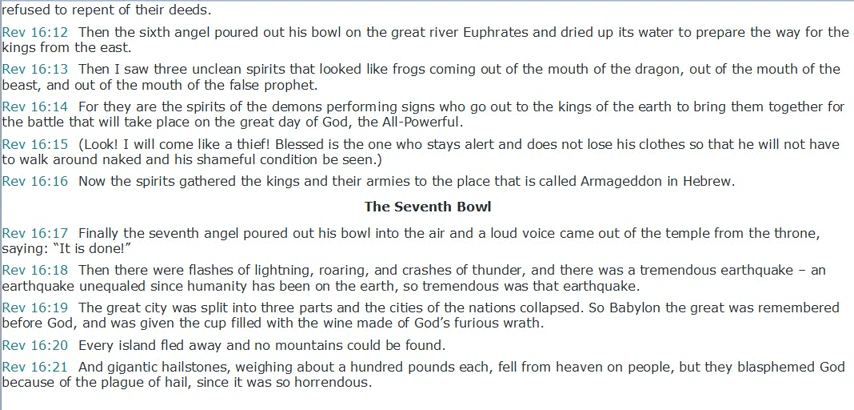 refused to repent of their deeds.
Rev 16:12 Then the sixth angel poured out his bowl on the great river Euphrates and dried up its water to prepare the way for the
kings from the east.
Rev 16:13 Then I saw three unclean spirits that looked like frogs coming out of the mouth of the dragon, out of the mouth of the
beast, and out of the mouth of the false prophet.
Rev 16:14 For they are the spirits of the demons performing signs who go out to the kings of the earth to bring them together for
the battle that will take place on the great day of God, the All-Powerful.
Rev 16:15 (Look! I will come like a thief! Blessed is the one who stays alert and does not lose his clothes so that he will not have
to walk around naked and his shameful condition be seen.)
Rev 16:16 Now the spirits gathered the kings and their armies to the place that is called Armageddon in Hebrew.
The Seventh Bowl
Rev 16:17 Finally the seventh angel poured out his bowl into the air and a loud voice came out of the temple from the throne,
saying: “It is done!”
Rev 16:18 Then there were flashes of lightning, roaring, and crashes of thunder, and there was a tremendous earthquake – an
earthquake unequaled since humanity has been on the earth, so tremendous was that earthquake.
Rev 16:19 The great city was split into three parts and the cities of the nations collapsed. So Babylon the great was remembered
before God, and was given the cup filled with the wine made of God’s furious wrath.
Rev 16:20 Every island fled away and no mountains could be found.
Rev 16:21 And gigantic hailstones, weighing about a hundred pounds each, fell from heaven on people, but they blasphemed God
because of the plague of hail, since it was so horrendous.